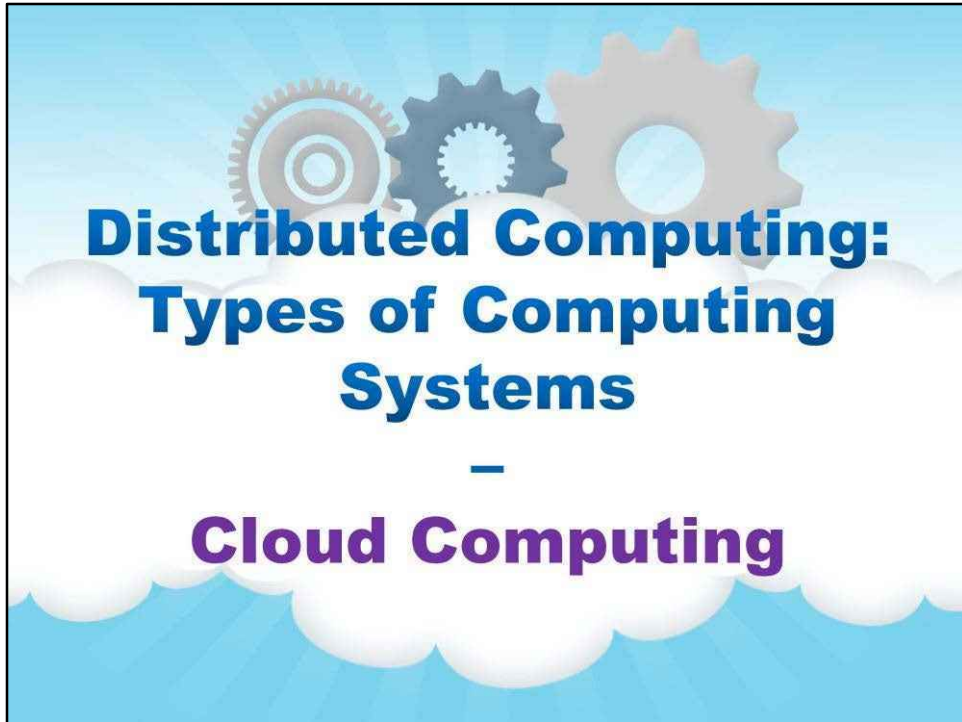 Distributed Computing:
Types of Computing
Systems
–
Cloud Computing